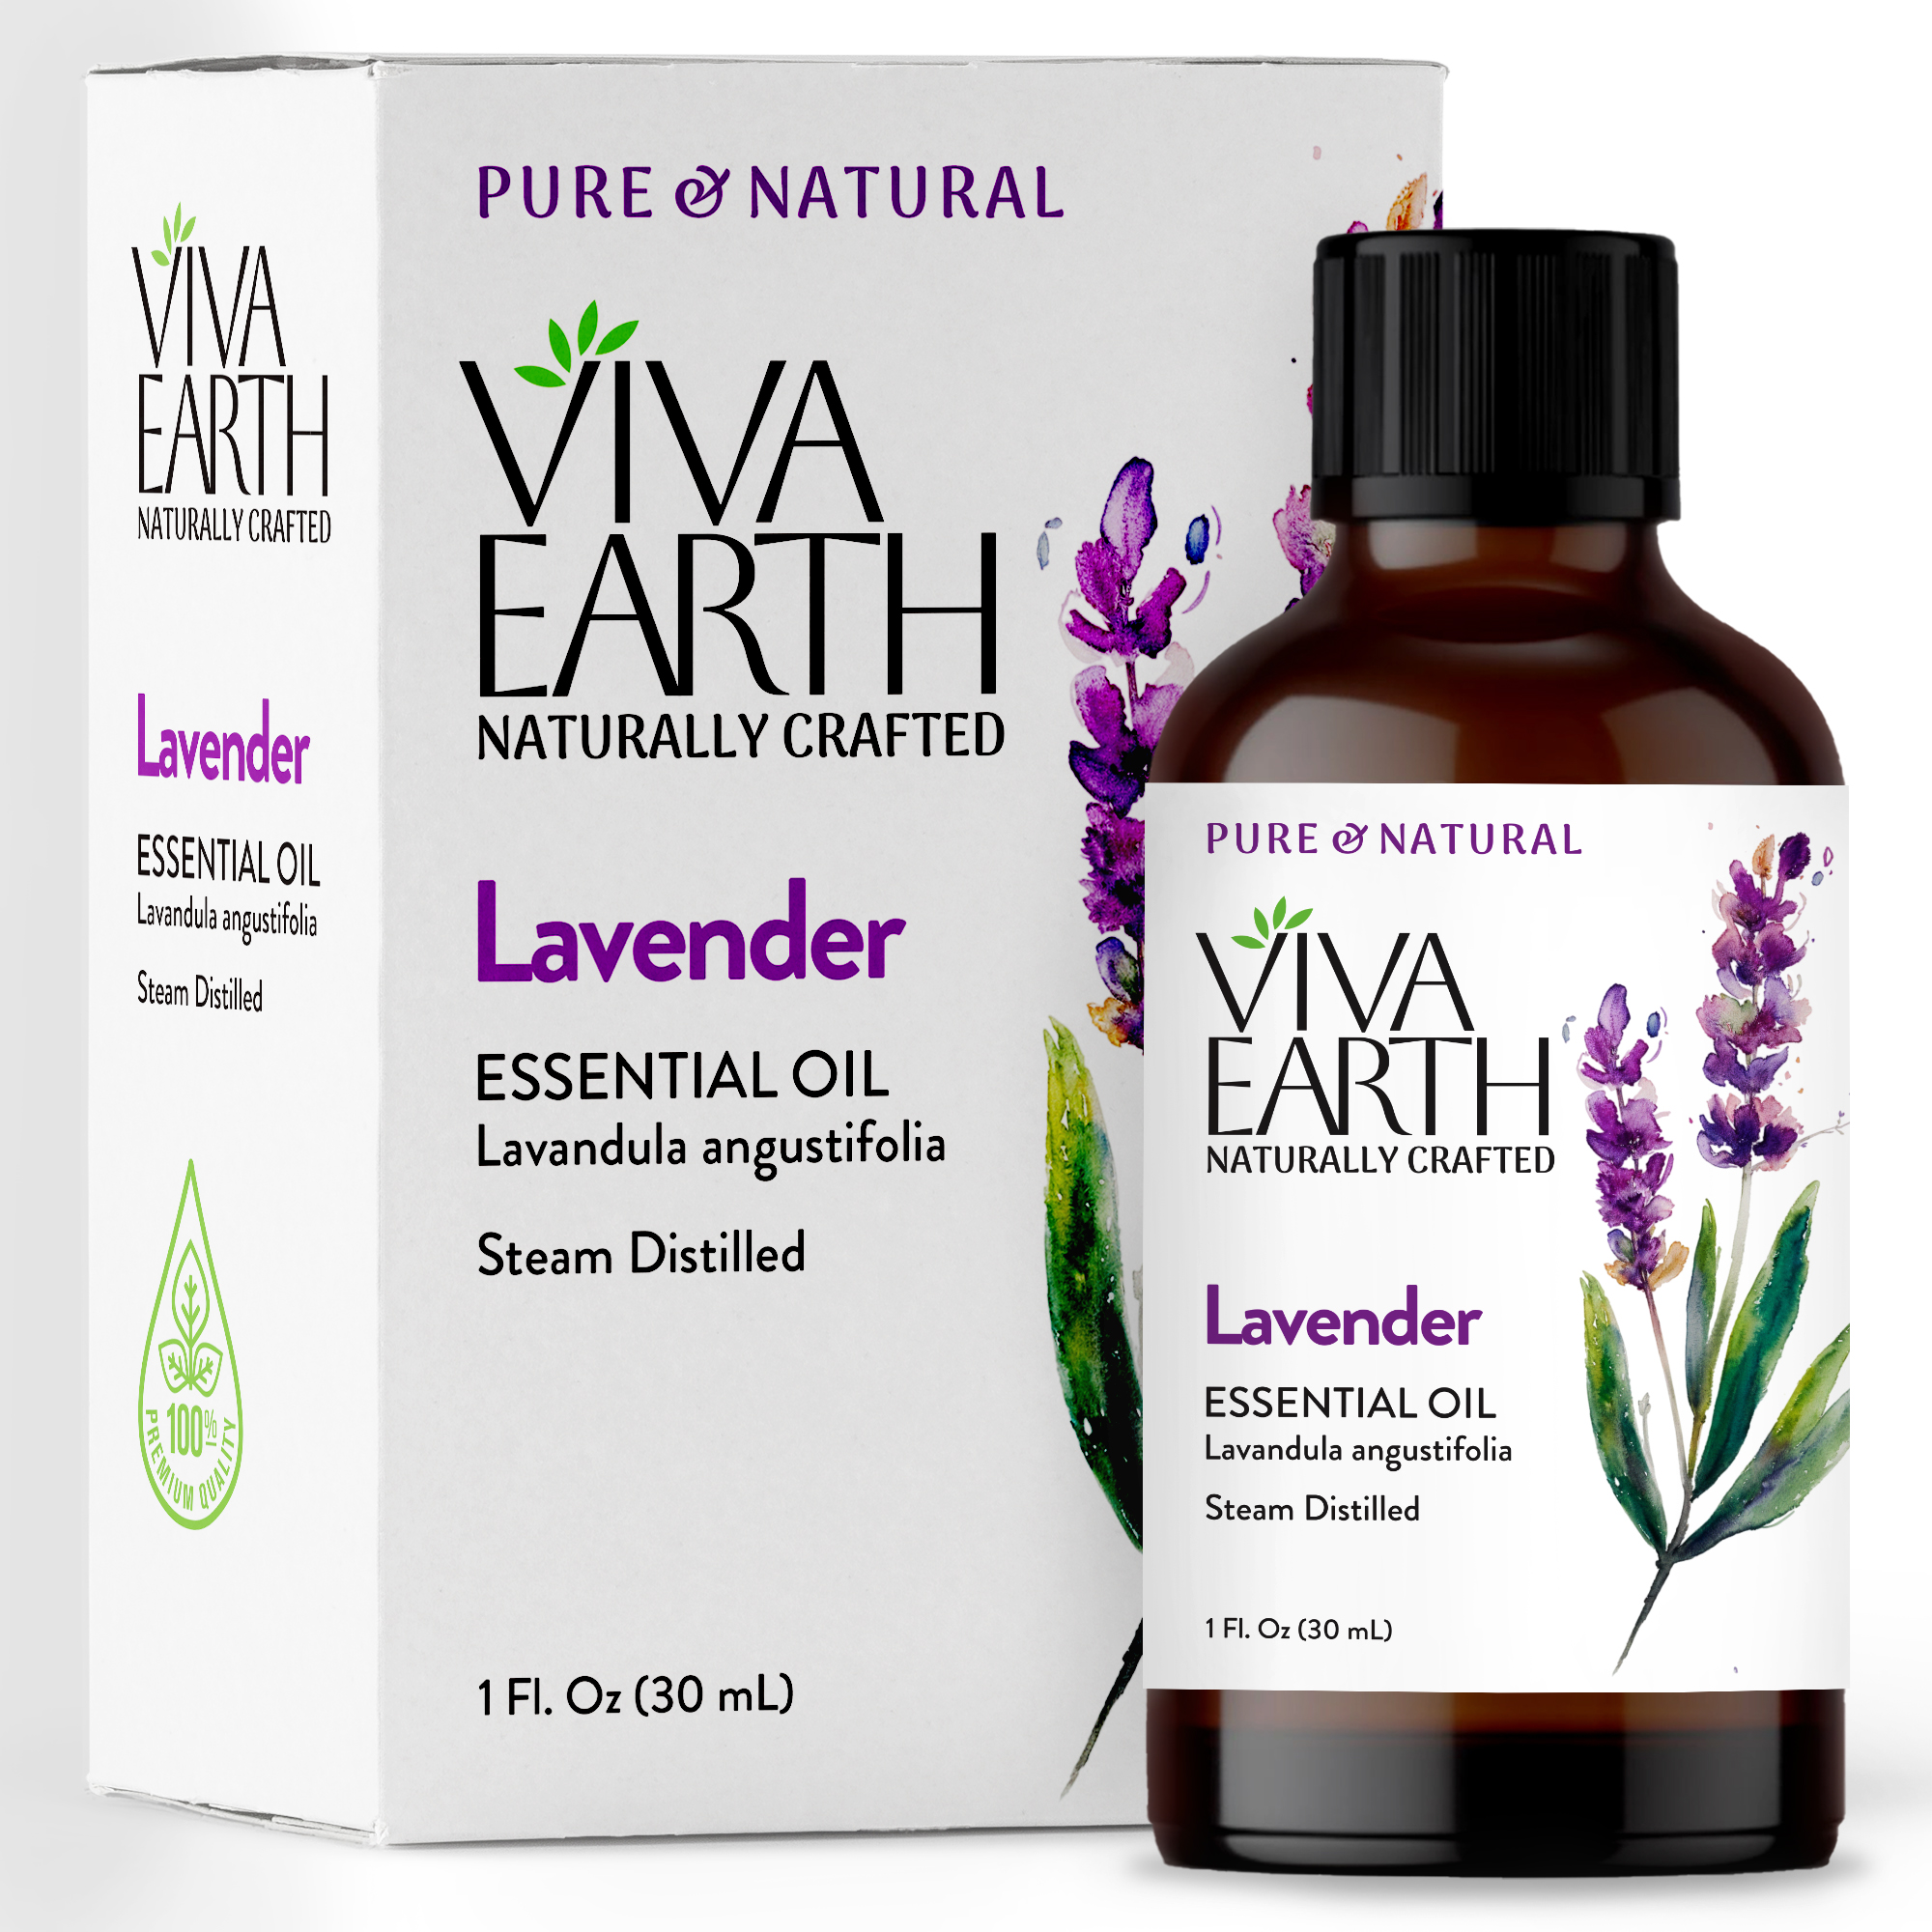 VIVA
EARTH
NATURALLY CRAFTED
Lavender
ESSENTIAL OIL
Lavandula angustifolia
Steam Distilled
100%
PREMIUM QUALITY
PURE & NATURAL
VIVA
EARTH
NATURALLY CRAFTED
Lavender
ESSENTIAL OIL
Lavandula angustifolia
Steam Distilled
1 Fl. Oz (30 mL)
PURE & NATURAL
VIVA
EARTH
NATURALLY CRAFTED
Lavender
ESSENTIAL OIL
Lavandula angustifolia
Steam Distilled
1 Fl. Oz (30 mL)